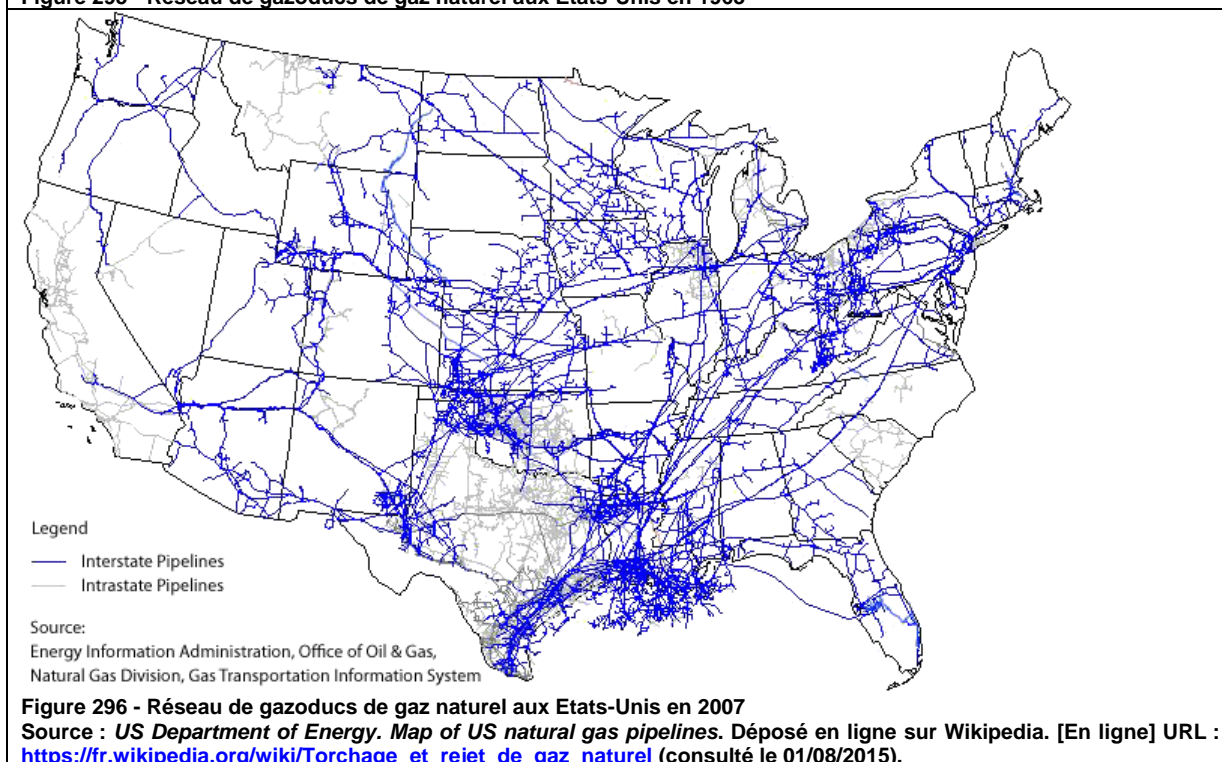 Figure 295 - Réseau de gazoducs de gaz naturel aux Etats-Unis en 1965
Legend
Interstate Pipelines
Intrastate Pipelines
Source:
Energy Information Administration, Office of Oil & Gas,
Natural Gas Division, Gas Transportation Information System
Figure 296 - Réseau de gazoducs de gaz naturel aux Etats-Unis en 2007
Source : US Department of Energy. Map of US natural gas pipelines. Déposé en ligne sur Wikipedia. [En ligne] URL :
https://fr.wikipedia.org/wiki/Torchage_et_rejet_de_gaz_naturel (consulté le 01/08/2015).